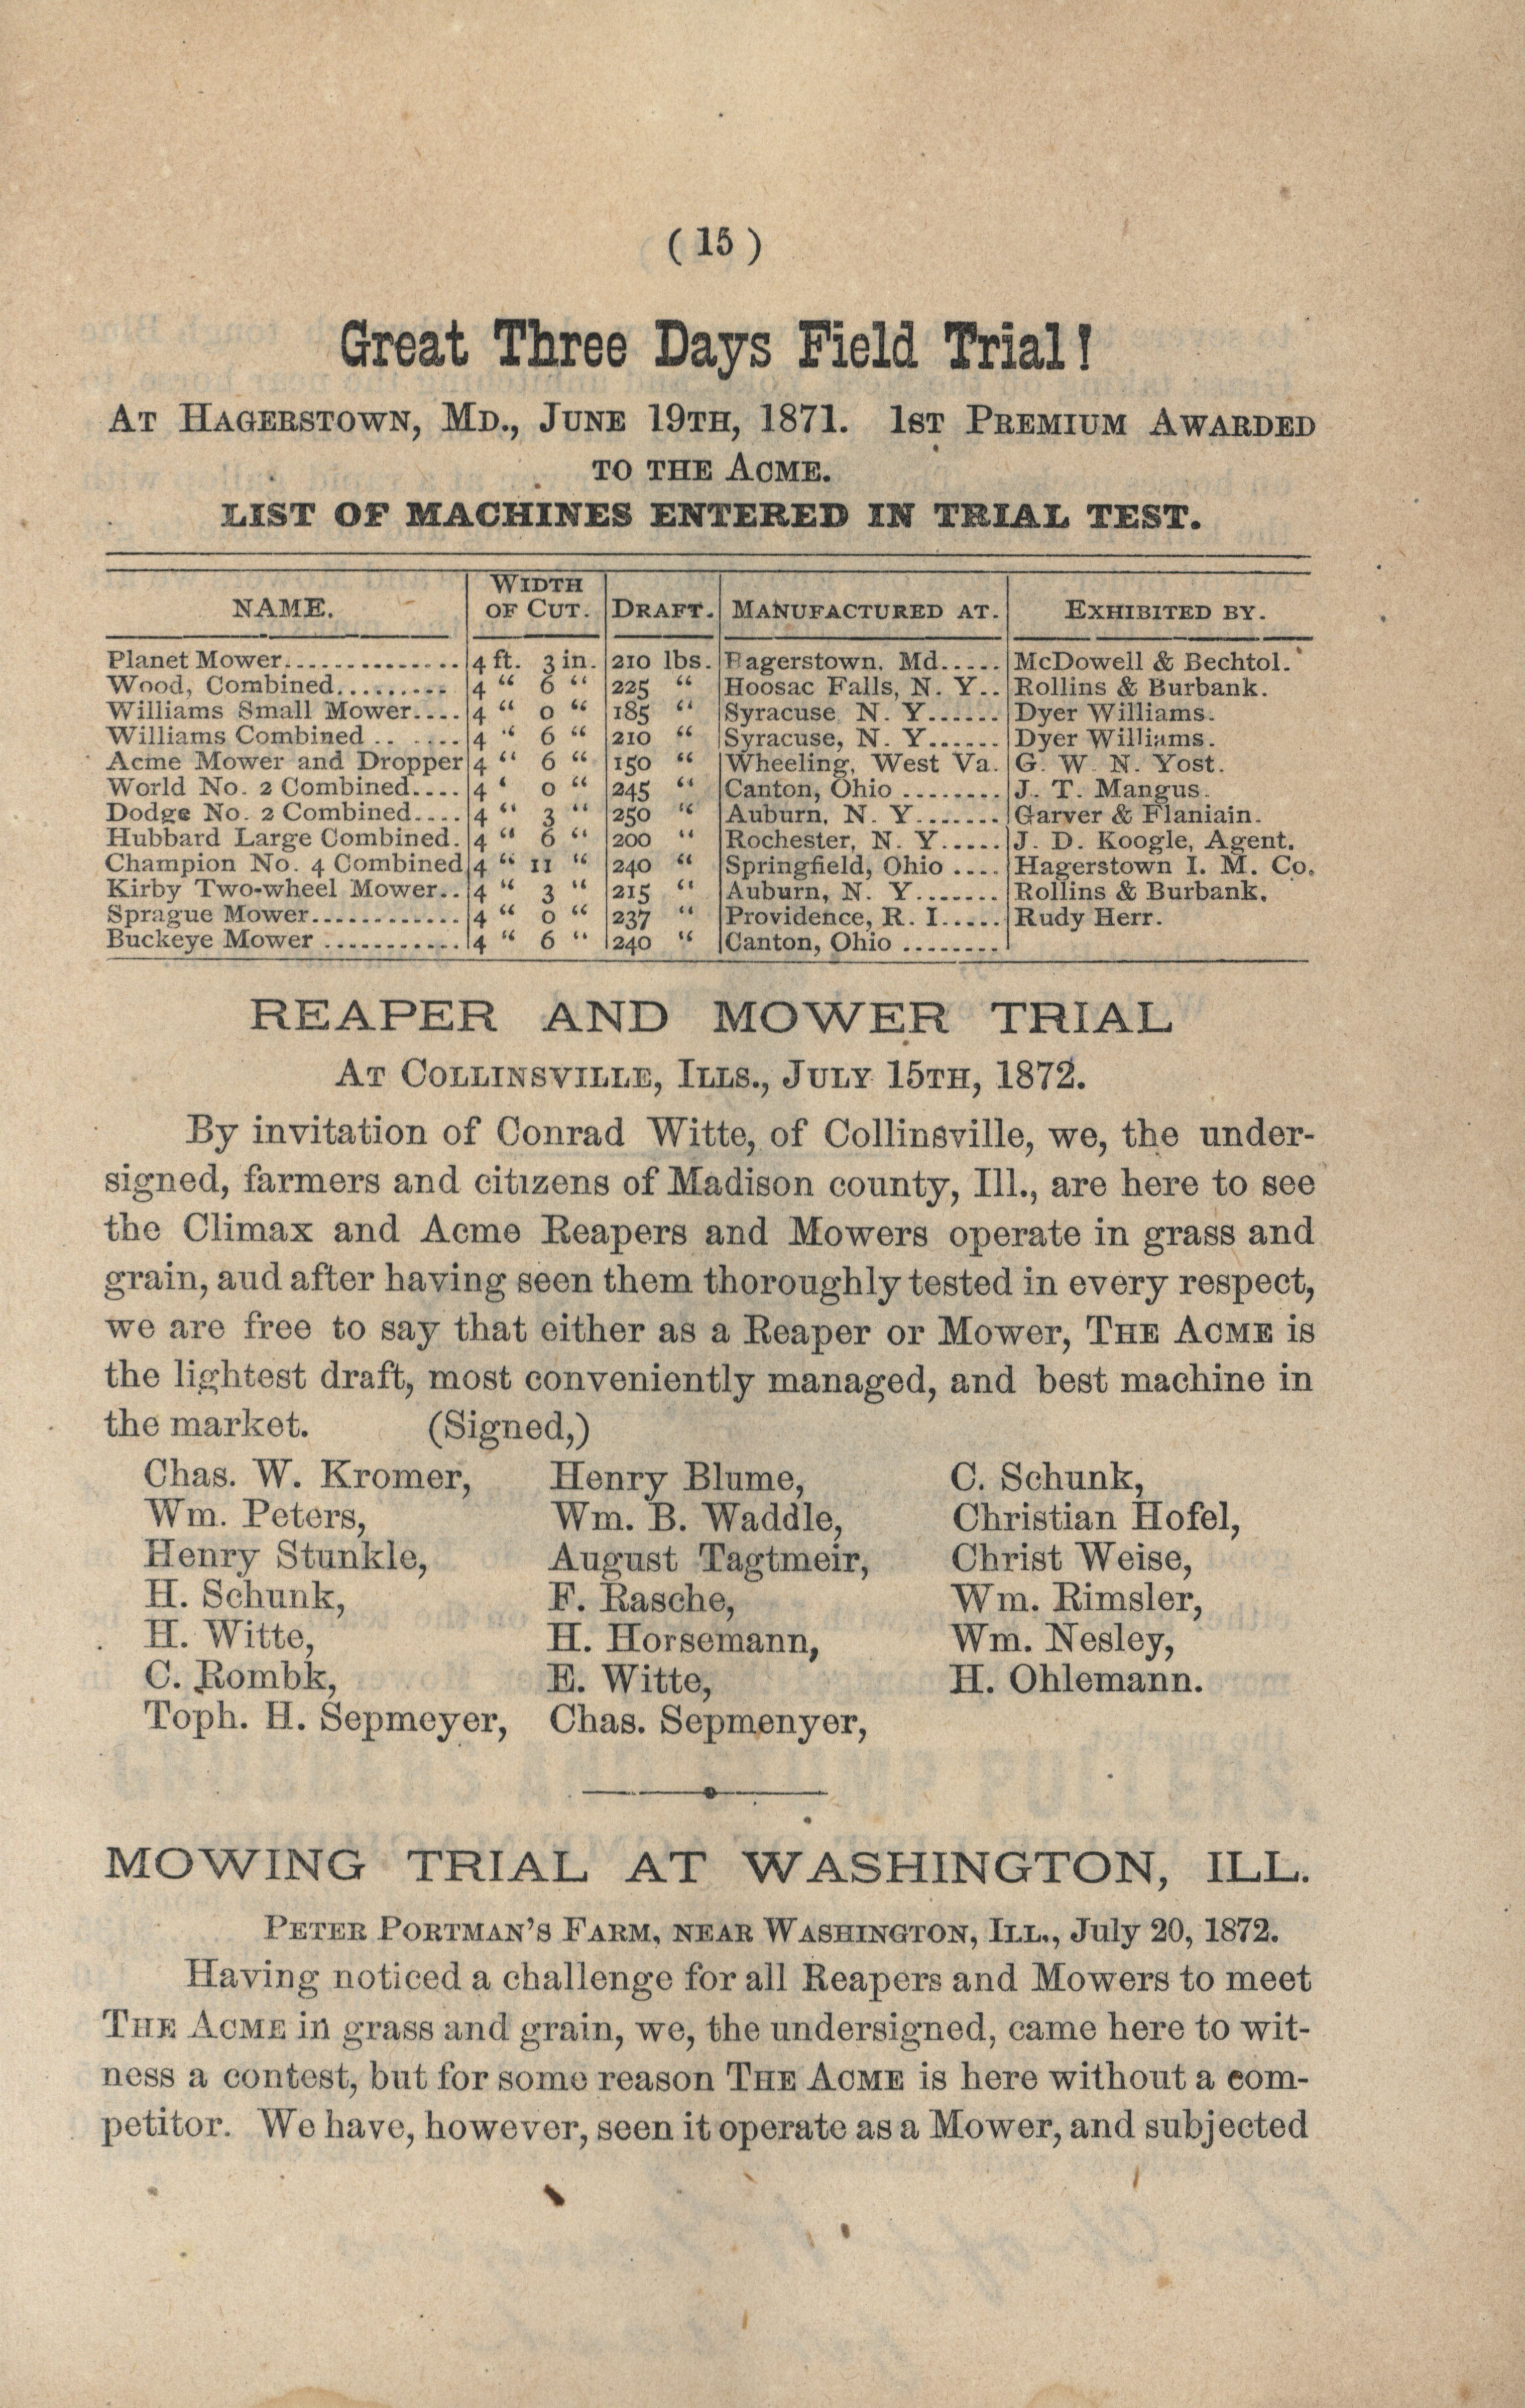 ( 15 )
Great Three Days Field Trial!
At Hagerstown, Md., June 19th, 1871. 1st Premium Awarded
to the Acme.
LIST OF MACHINES ENTERED IN TRIAL TEST.
NAME. Width of Cut. Draft. Manufactured at. Exhibited by.
Planet Mower.............. 4 ft. 3 in. 210 lbs. Hagerstown, Md..... McDowell & Bechtol.
Wood, Combined......... 4 " 6 " 225 " Hoosac Falls, N. Y.. Rollins & Burbank.
Williams Small Mower.... 4 " 0 " 185 " Syracuse N. Y...... Dyer Williams.
Williams Combined .. .... 4 " 6 " 210 " Syracuse, N. Y...... Dyer Williams.
Acme Mower and Dropper 4 " 6 " 150 " Wheeling, West Va. G. W. N. Yost.
World No. 2 Combined.... 4 ' 0 " 245 " Canton, Ohio ........ J. T. Mangus.
Dodge No. 2 Combined.... 4 " 3 " 250 " Auburn, N. Y....... Garver & Flaniain.
Hubbard Large Combined. 4 " 6 " 200 " Rochester, N. Y..... J. D. Koogle, Agent.
Champion No. 4 Combined 4 " 11 " 240 " Springfield, Ohio .... Hagerstown I. M. Co.
Kirby Two-wheel Mower.. 4 " 3 " 215 " Auburn, N. Y....... Rollins & Burbank.
Sprague Mower............ 4 " 0 " 237 " Providence, R. I..... Rudy Herr.
Buckeye Mower ........... 4 " 6 " 240 " Canton, Ohio ........
REAPER AND MOWER TRIAL
At Collinsville, Ills., July 15th, 1872.
By invitation of Conrad Witte, of Collinsville, we, the under-
signed, farmers and citizens of Madison county, Ill., are here to see
the Climax and Acme Reapers and Mowers operate in grass and
grain, aud after having seen them thoroughly tested in every respect,
we are free to say that either as a Reaper or Mower, The Acme is
the lightest draft, most conveniently managed, and best machine in
the market. (Signed,)
Chas. W. Kromer, Henry Blume, C. Schunk,
Wm. Peters, Wm. B. Waddle, Christian Hofel,
Henry Stunkle, August Tagtmeir, Christ Weise,
H. Schunk, F. Rasche, Wm. Rimsler,
H. Witte, H. Horsemann, Wm. Nesley,
C. Rombk, E. Witte, H. Ohlemann.
Toph. H. Sepmeyer, Chas. Sepmenyer,
MOWING TRIAL AT WASHINGTON, ILL.
Peter Portman's Farm, near Washington, Ill., July 20, 1872.
Having noticed a challenge for all Reapers and Mowers to meet
The Acme in grass and grain, we, the undersigned, came here to wit-
ness a contest, but for some reason The Acme is here without a com-
petitor. We have, however, seen it operate as a Mower, and subjected